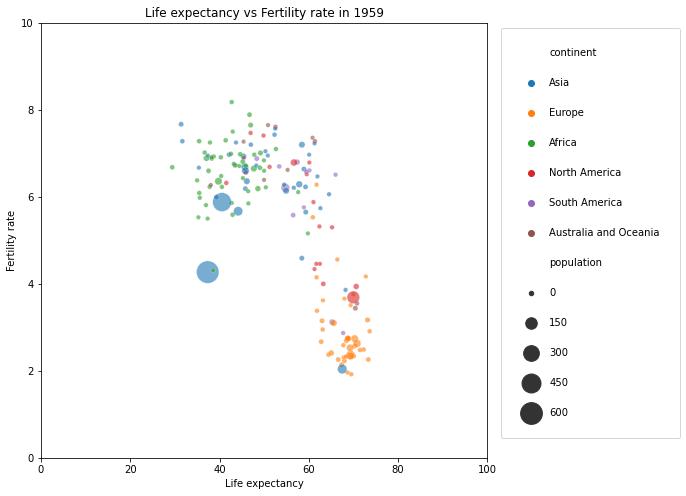 Life expectancy vs Fertility rate in 1959
10
8
6
4
2
0
Fertility rate
0 20 40 60 80 100
Life expectancy
continent
Asia
Europe
Africa
North America
South America
Australia and Oceania
population
0
150
300
450
600